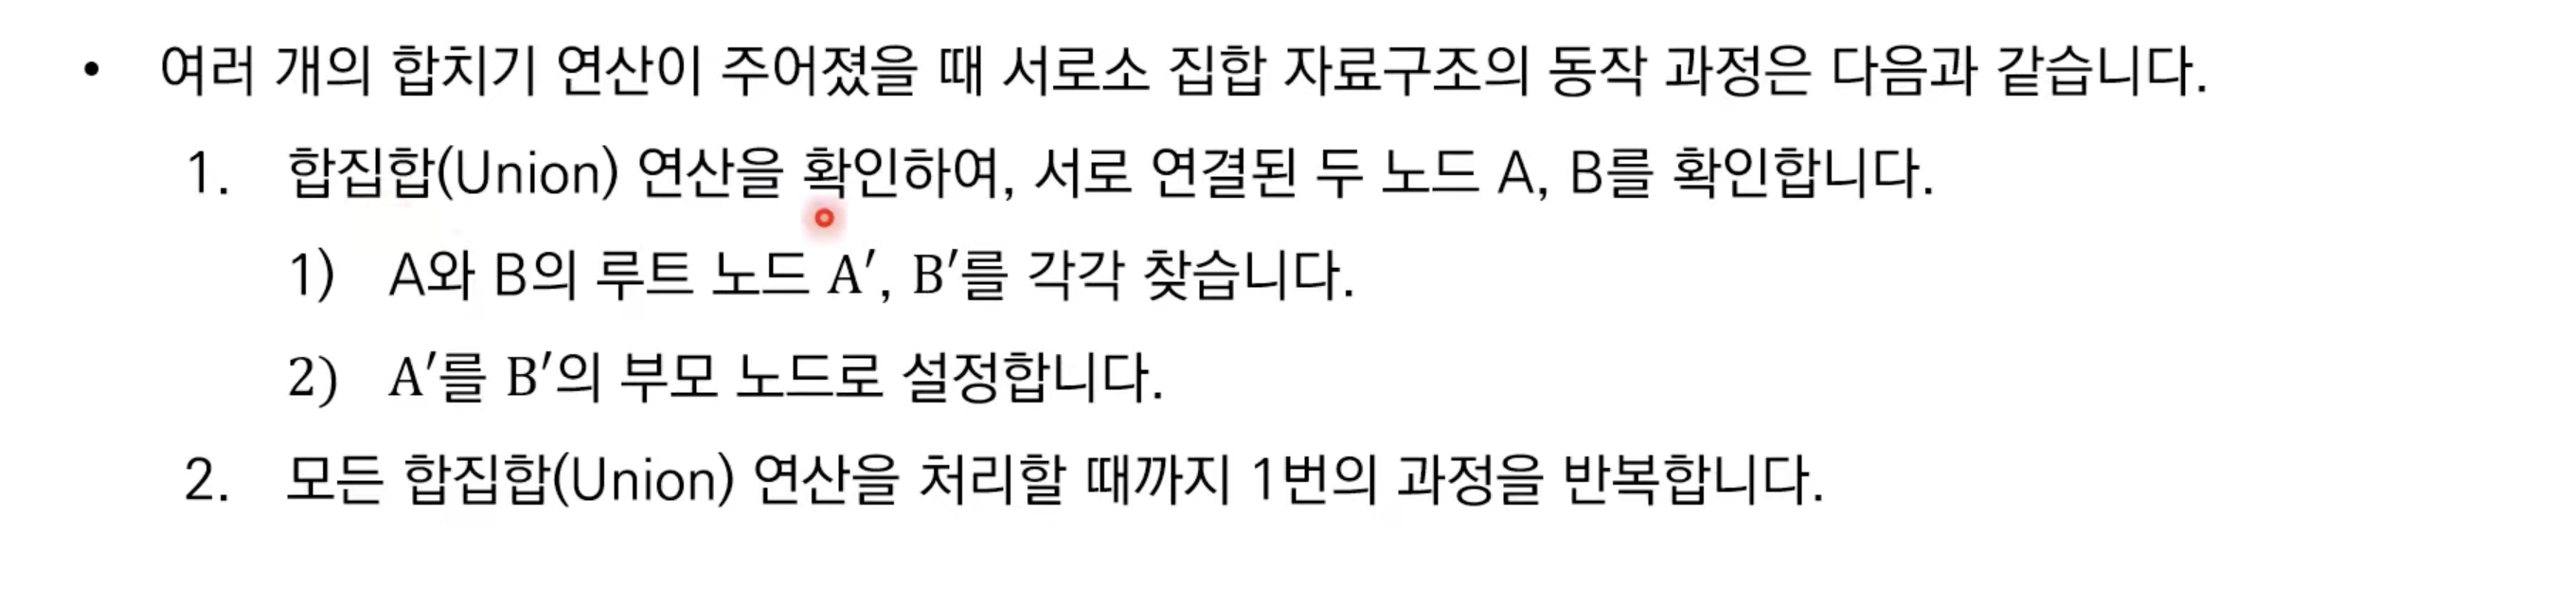 • 여러 개의 합치기 연산이 주어졌을 때 서로소 집합 자료구조의 동작 과정은 다음과 같습니다.
1. 합집합(Union) 연산을 확인하여, 서로 연결된 두 노드 A, B를 확인합니다.
1) A와 B의 루트 노드 A′, B′를 각각 찾습니다.
2) A′를 B′의 부모 노드로 설정합니다.
2. 모든 합집합(Union) 연산을 처리할 때까지 1번의 과정을 반복합니다.